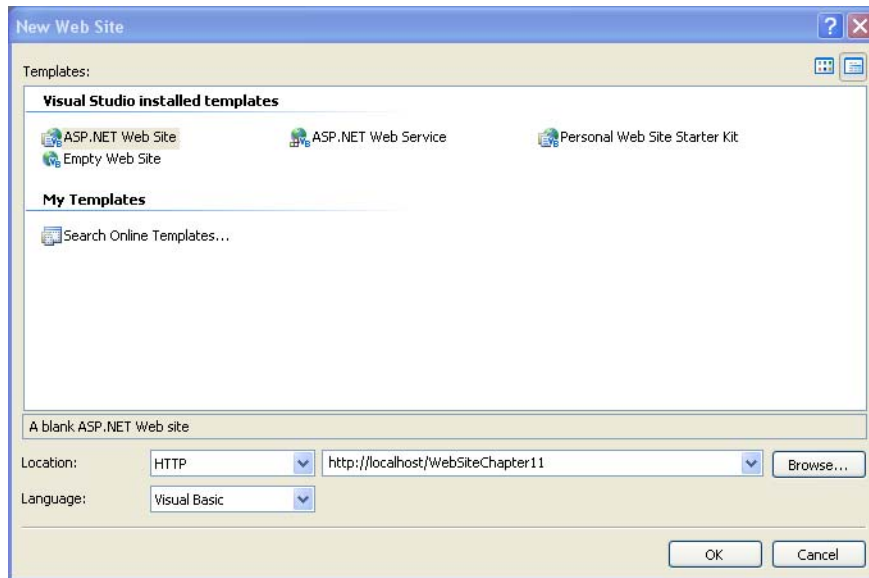 New Web Site
Templates:
Visual Studio installed templates
ASP.NET Web Site
ASP.NET Web Service
Personal Web Site Starter Kit
Empty Web Site
My Templates
Search Online Templates...
A blank ASP.NET Web site
Location:
HTTP
http://localhost/WebSiteChapter11
Browse...
Language:
Visual Basic
OK
Cancel